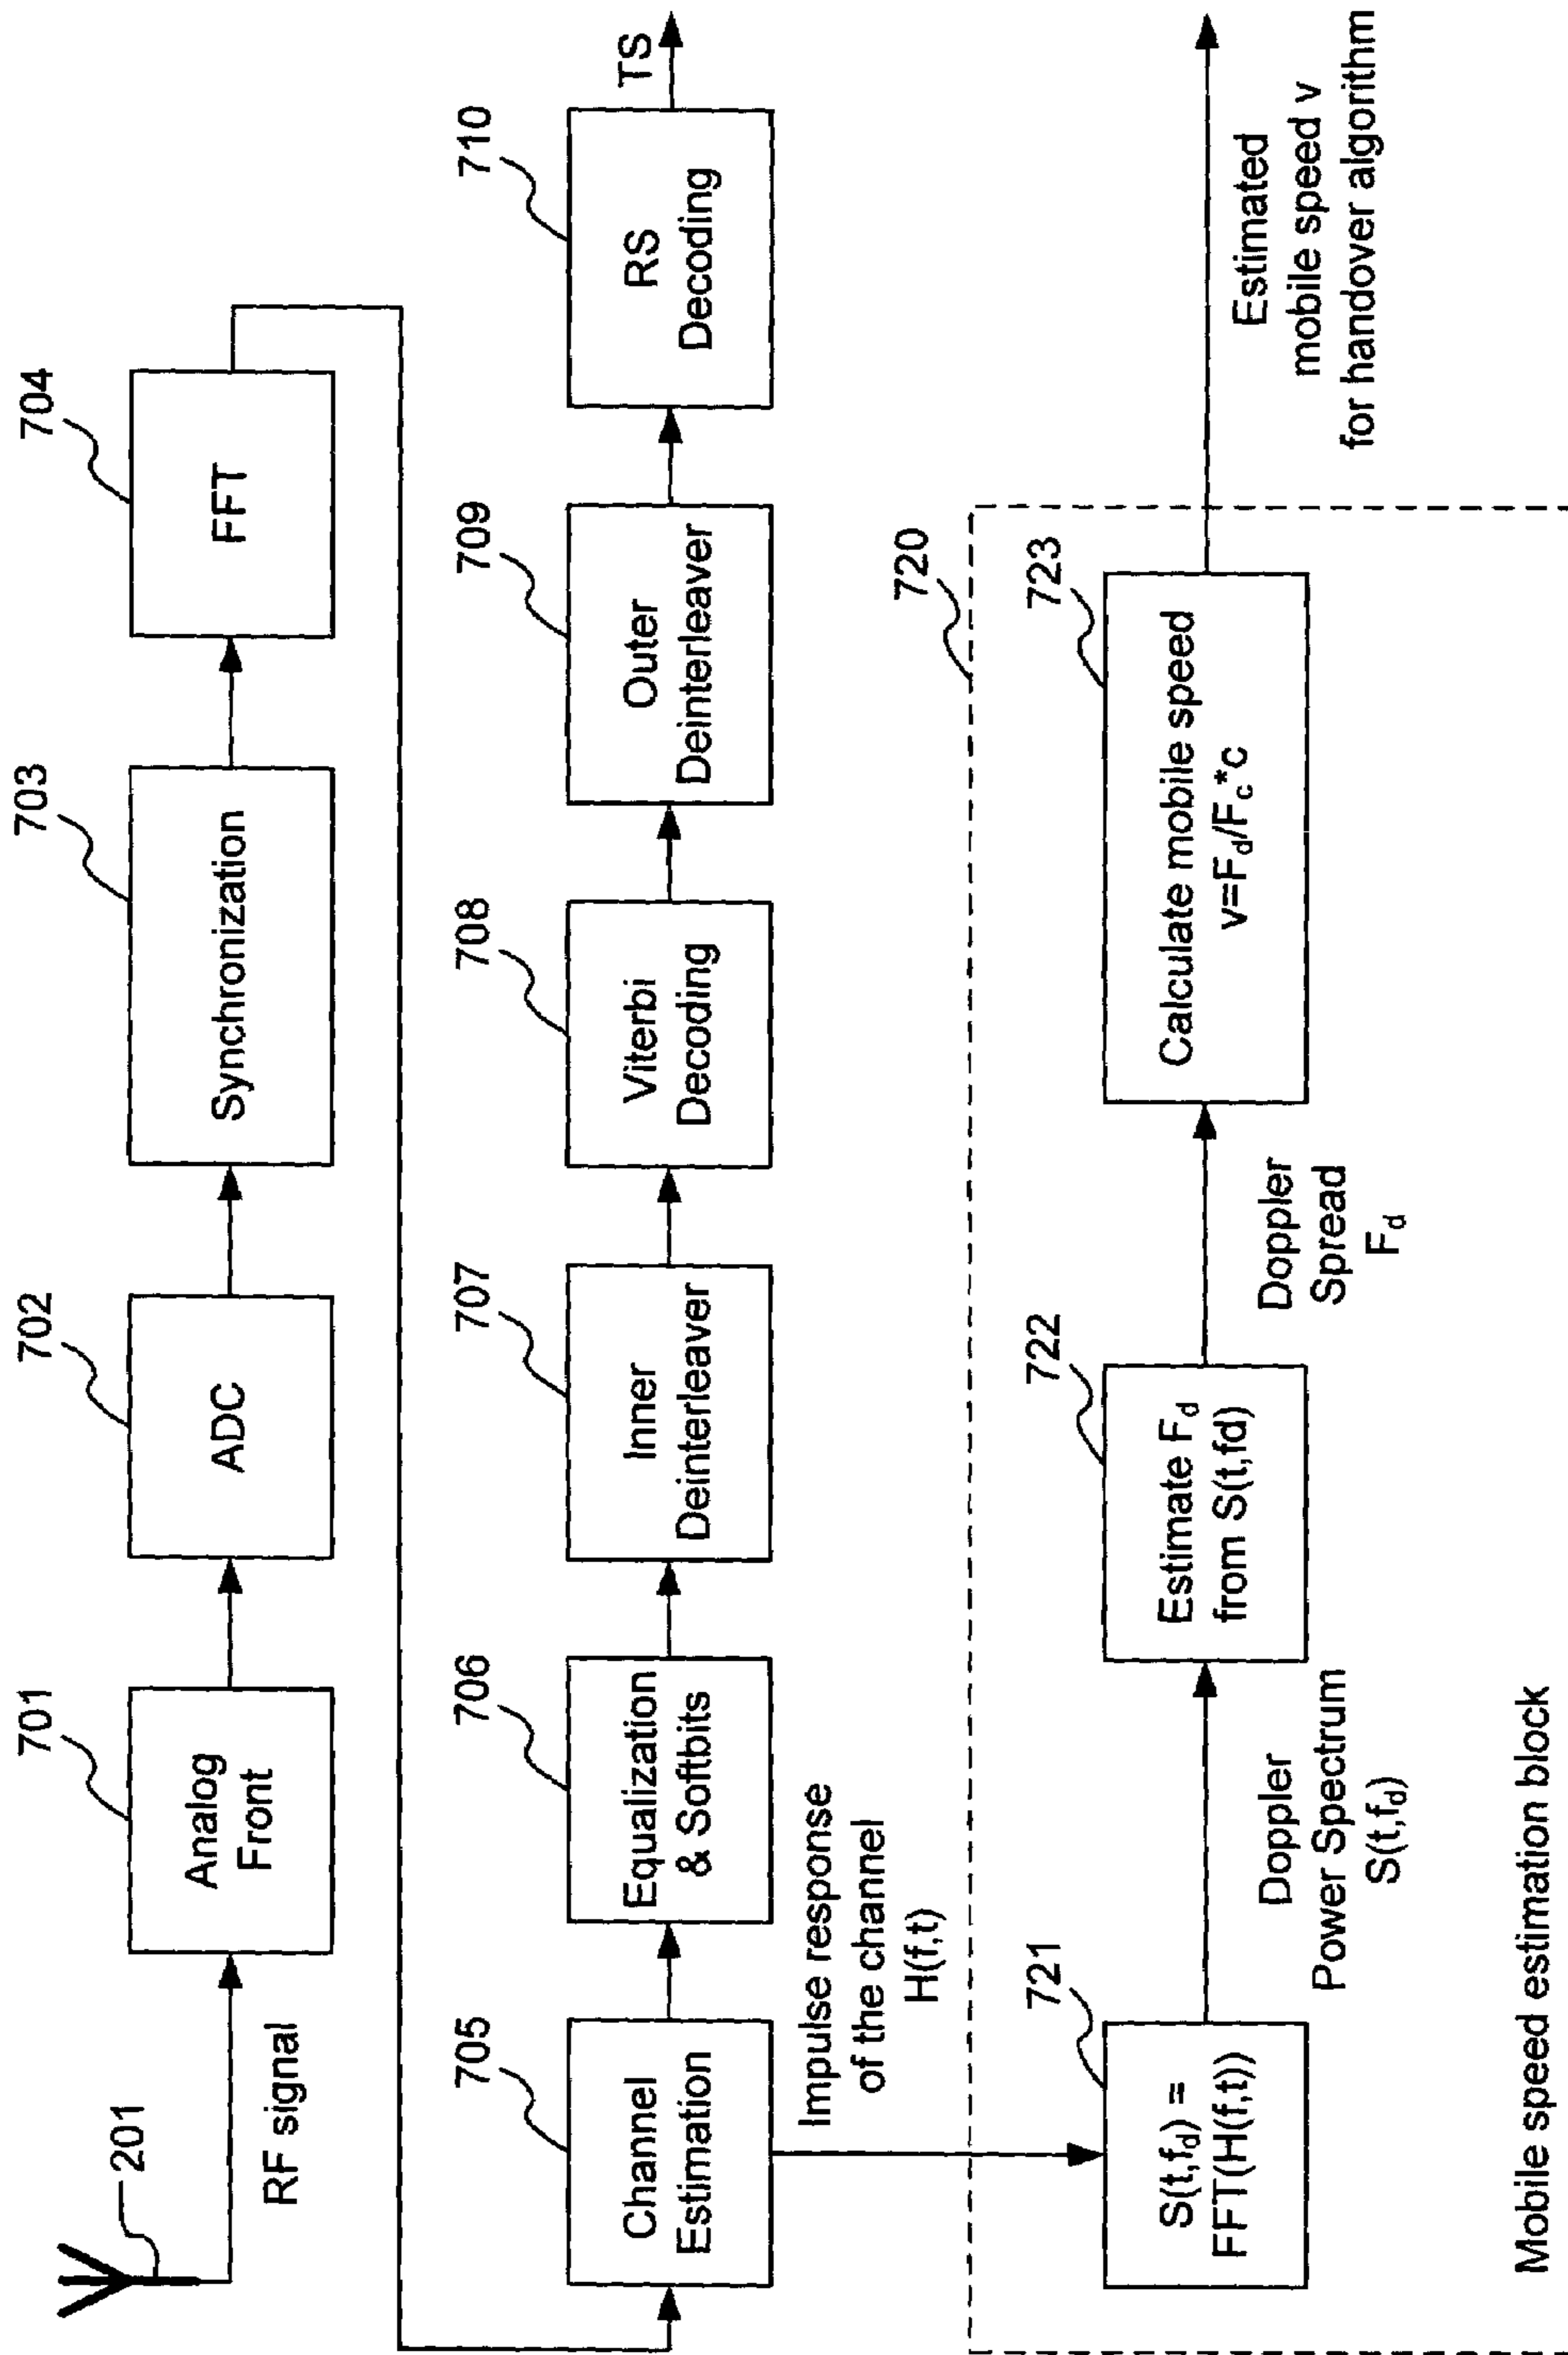 201
RF signal
701
Analog
Front
702
ADC
703
Synchronization
704
FFT
705
Channel
Estimation
706
Equalization
& Softbits
707
Inner
Deinterleaver
708
Viterbi
Decoding
709
Outer
Deinterleaver
710
RS
Decoding
TS
Impulse response
of the channel
H(f,t)
720
721
S(t,f_d) =
FFT(H(f,t))
Doppler
Power Spectrum
S(t,f_d)
722
Estimate F_d
from S(t,fd)
Doppler
Spread
F_d
723
Calculate mobile speed
v=F_d/F_c*c
Estimated
mobile speed v
for handover algorithm
Mobile speed estimation block